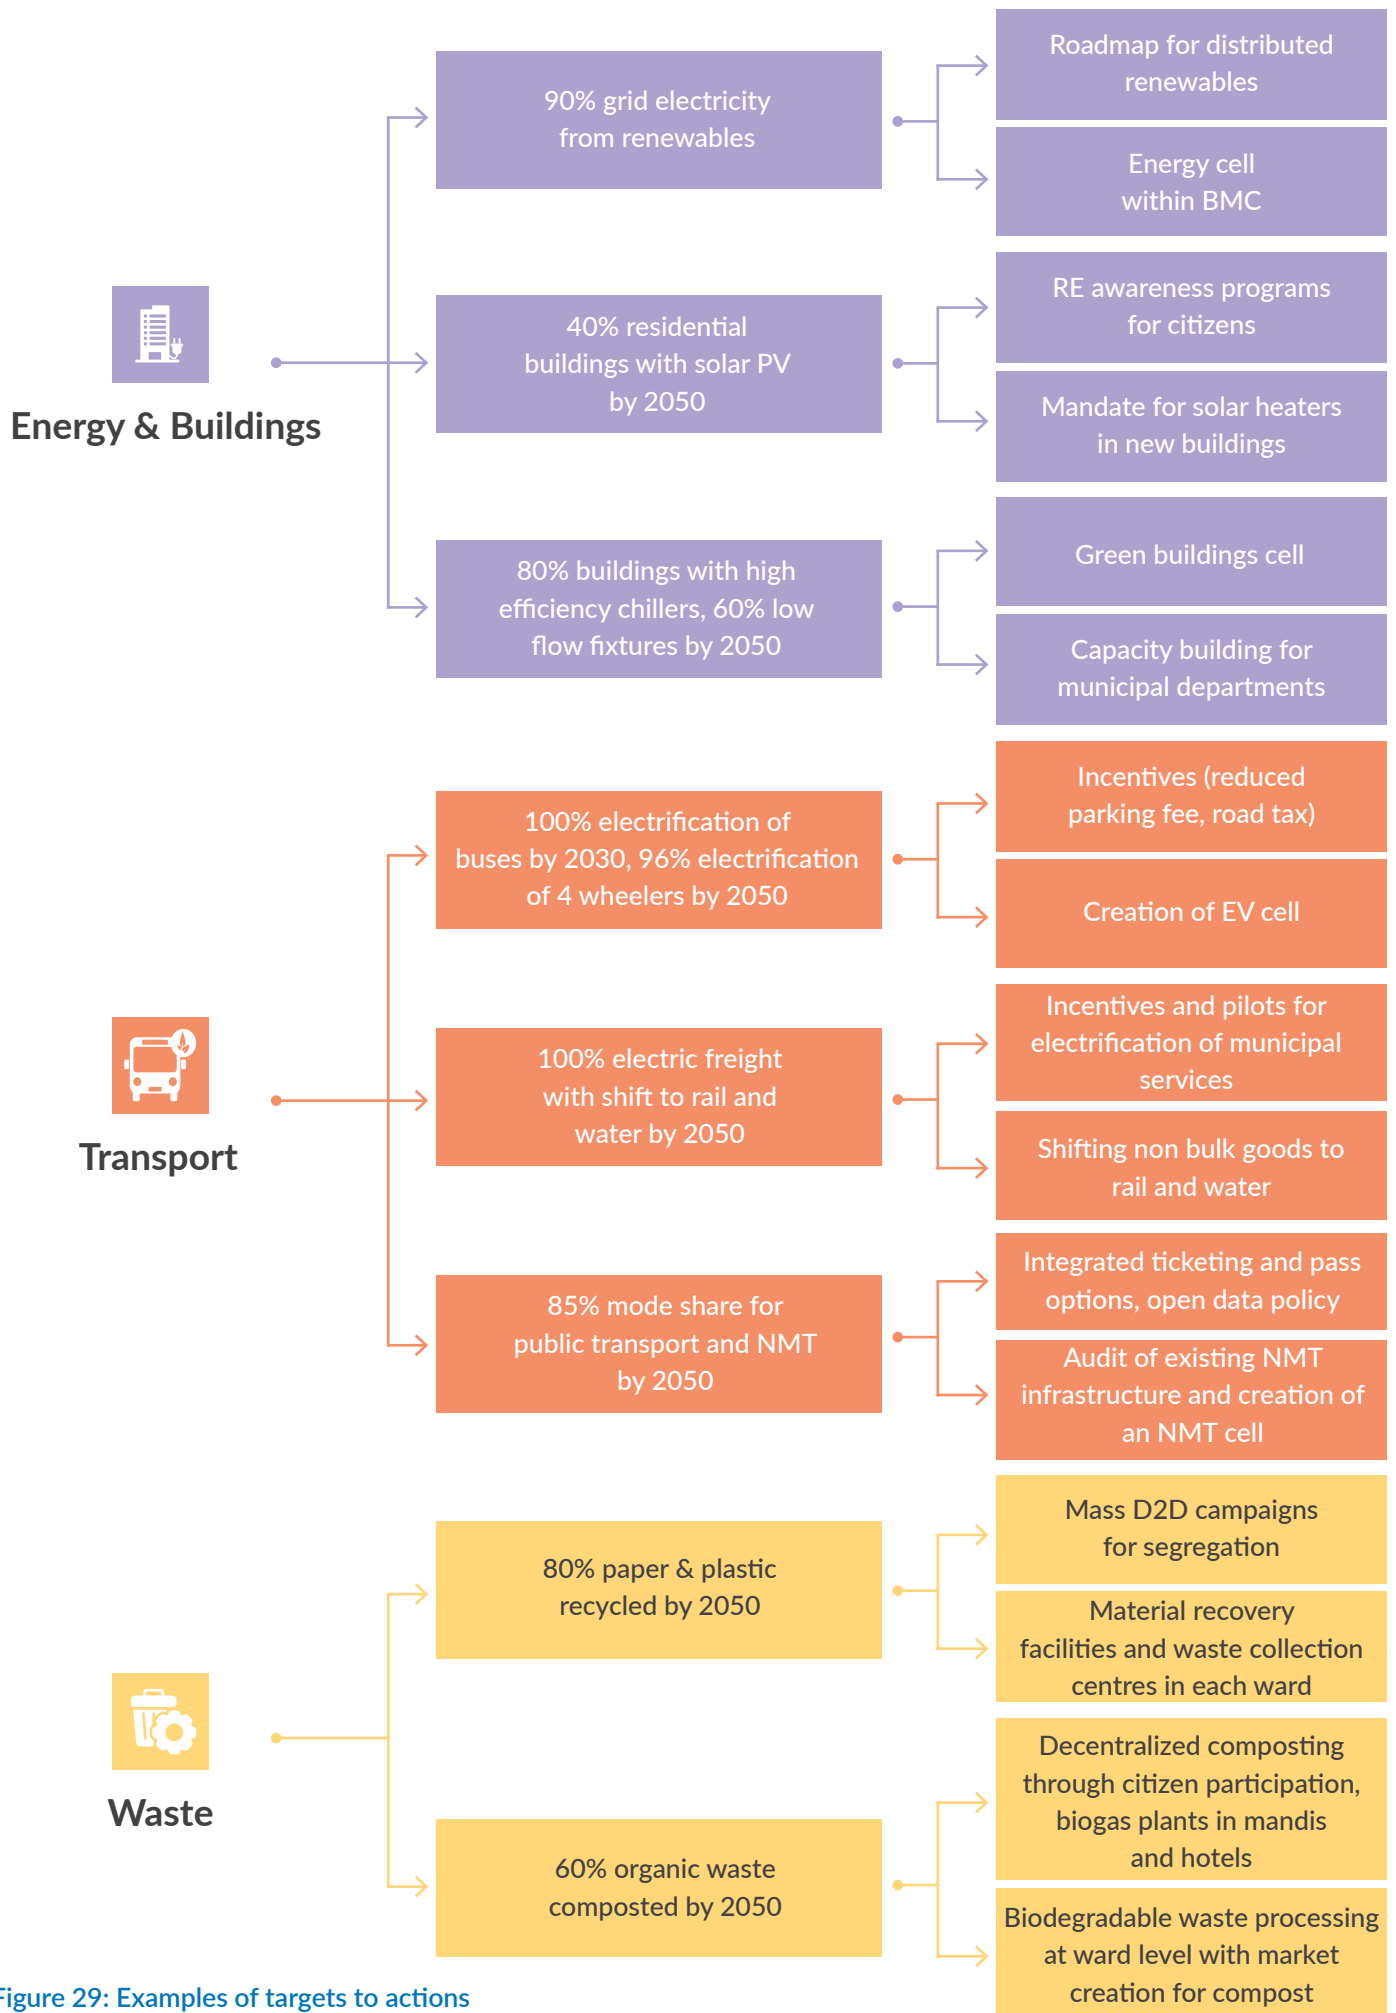 Energy & Buildings
90% grid electricity
from renewables
Roadmap for distributed
renewables
Energy cell
within BMC
40% residential
buildings with solar PV
by 2050
RE awareness programs
for citizens
Mandate for solar heaters
in new buildings
80% buildings with high
efficiency chillers, 60% low
flow fixtures by 2050
Green buildings cell
Capacity building for
municipal departments
Transport
100% electrification of
buses by 2030, 96% electrification
of 4 wheelers by 2050
Incentives (reduced
parking fee, road tax)
Creation of EV cell
100% electric freight
with shift to rail and
water by 2050
Incentives and pilots for
electrification of municipal
services
Shifting non bulk goods to
rail and water
85% mode share for
public transport and NMT
by 2050
Integrated ticketing and pass
options, open data policy
Audit of existing NMT
infrastructure and creation of
an NMT cell
Waste
80% paper & plastic
recycled by 2050
Mass D2D campaigns
for segregation
Material recovery
facilities and waste collection
centres in each ward
60% organic waste
composted by 2050
Decentralized composting
through citizen participation,
biogas plants in mandis
and hotels
Biodegradable waste processing
at ward level with market
creation for compost
Figure 29: Examples of targets to actions